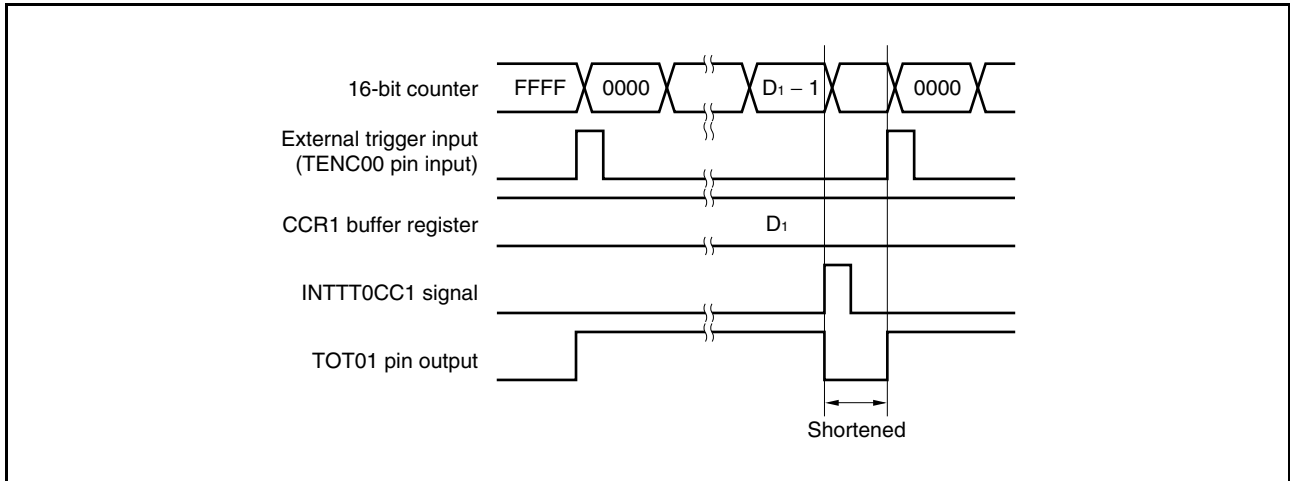 16-bit counter FFFF 0000 D₁ – 1 0000
External trigger input
(TENC00 pin input)
CCR1 buffer register D₁
INTTT0CC1 signal
TOT01 pin output
Shortened